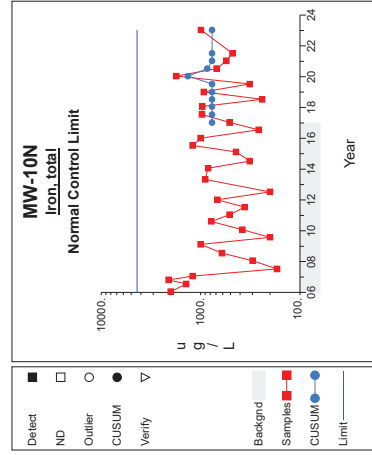 MW-10N
Iron, total
Normal Control Limit
10000.
1000.
100.
u g / L
06
08
10
12
14
16
18
20
22
24
Year
Detect
ND
Outlier
CUSUM
Verify
Backgnd
Samples
CUSUM
Limit